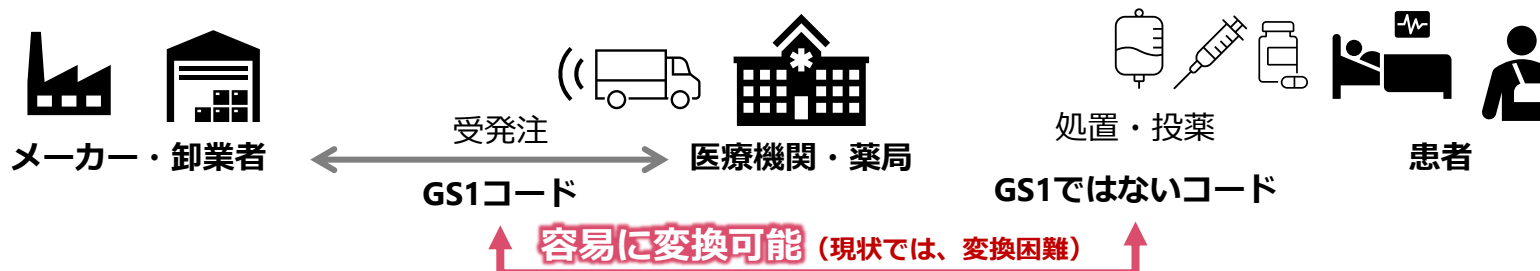 受発注
処置・投薬
メーカー・卸業者
医療機関・薬局
患者
GS1コード
GS1ではないコード
容易に変換可能（現状では、変換困難）